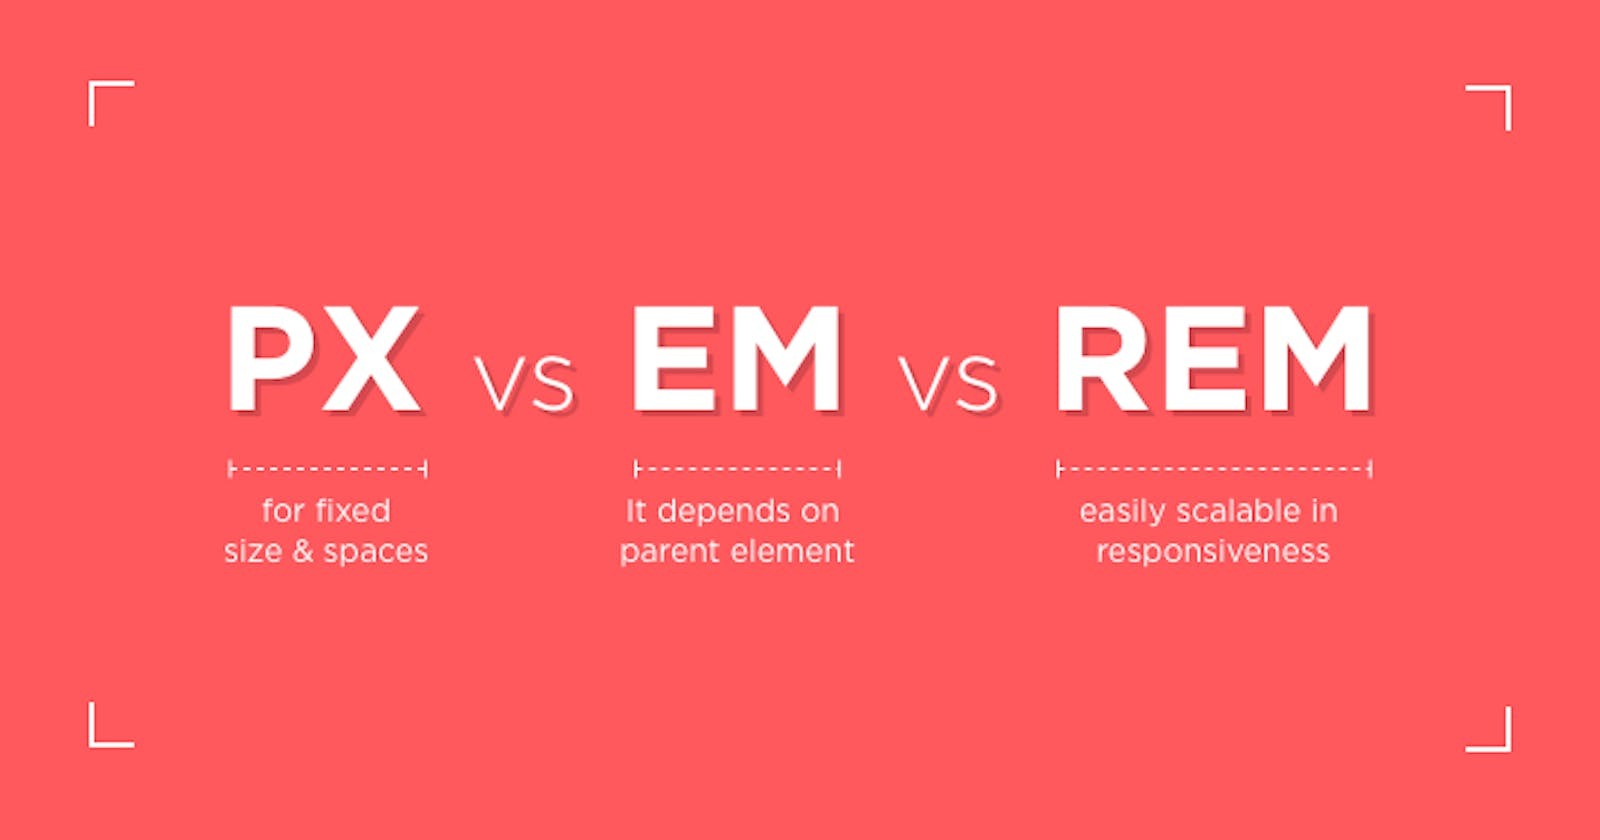 PX vs EM vs REM
for fixed
size & spaces
It depends on
parent element
easily scalable in
responsiveness